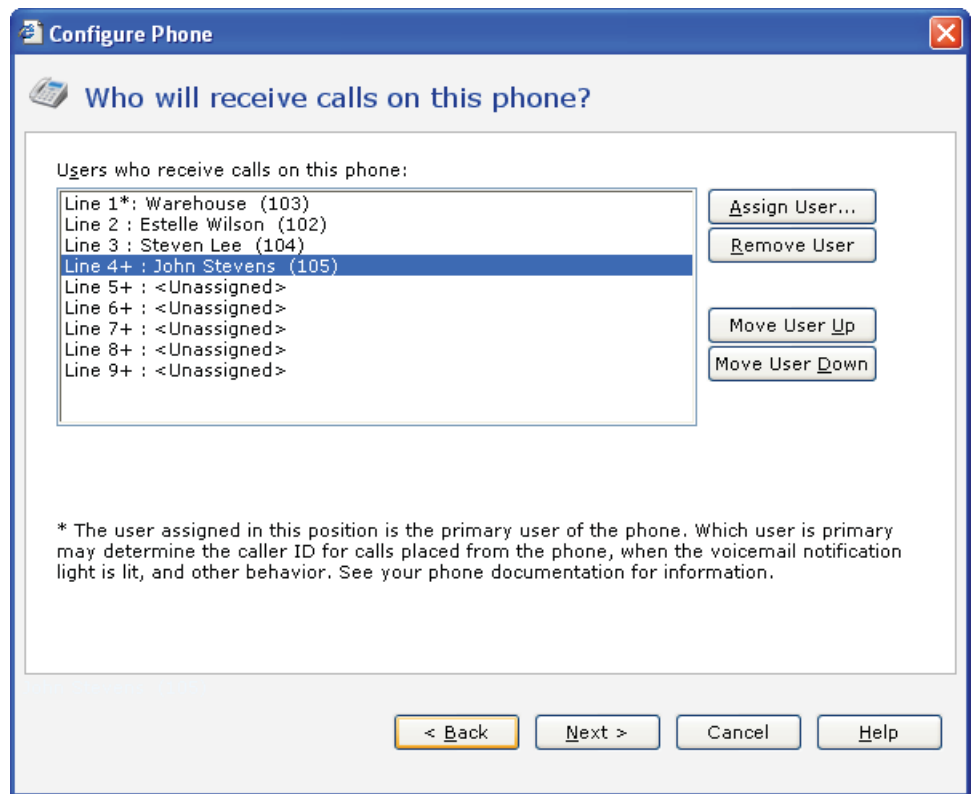 Configure Phone
Who will receive calls on this phone?
Users who receive calls on this phone:
Line 1*: Warehouse (103)
Line 2 : Estelle Wilson (102)
Line 3 : Steven Lee (104)
Line 4+ : John Stevens (105)
Line 5+ : <Unassigned>
Line 6+ : <Unassigned>
Line 7+ : <Unassigned>
Line 8+ : <Unassigned>
Line 9+ : <Unassigned>
Assign User...
Remove User
Move User Up
Move User Down
* The user assigned in this position is the primary user of the phone. Which user is primary
may determine the caller ID for calls placed from the phone, when the voicemail notification
light is lit, and other behavior. See your phone documentation for information.
< Back
Next >
Cancel
Help